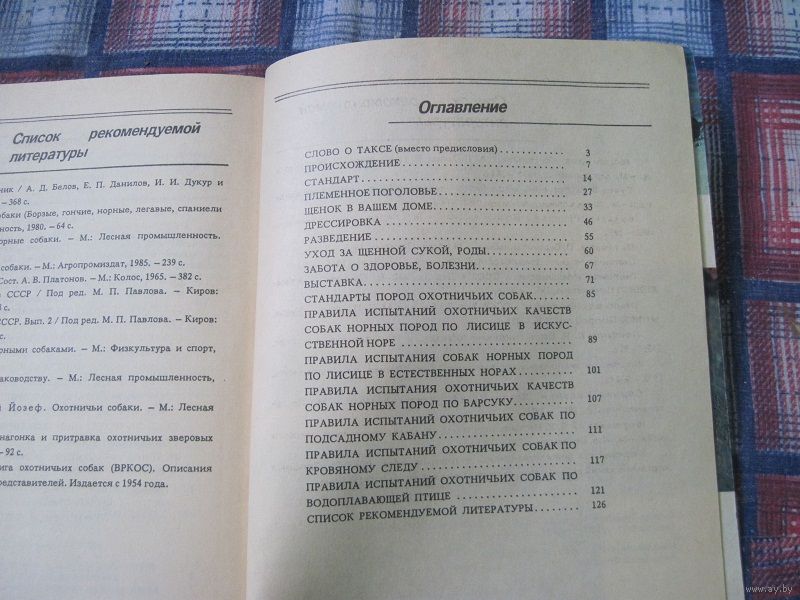 Список рекомендуемой
литературы
ник / А. Д. Белов, Е. П. Данилов, И. И. Дукур и
– 368 с.
обаки (Борзые, гончие, норные, легавые, спаниели
ность, 1980. – 64 с.
орные собаки. – М.: Лесная промышленность.
собаки. – М.: Агропромиздат, 1985. – 239 с.
Сост. А. В. Платонов. – М.: Колос, 1965. – 382 с.
СССР / Под ред. М. П. Павлова. – Киров:
с.
СССР. Вып. 2 / Под ред. М. П. Павлова. – Киров:
с.
рными собаками. – М.: Физкультура и спорт,
аководству. – М.: Лесная промышленность,
й Йозеф. Охотничьи собаки. – М.: Лесная
нагонка и притравка охотничьих зверовых
– 92 с.
ига охотничьих собак (ВРКОС). Описания
редставителей. Издается с 1954 года.
Оглавление
СЛОВО О ТАКСЕ (вместо предисловия) . . . . . . . . . . . 3
ПРОИСХОЖДЕНИЕ . . . . . . . . . . . . . . . . . . . . . . . 7
СТАНДАРТ . . . . . . . . . . . . . . . . . . . . . . . . . . . 14
ПЛЕМЕННОЕ ПОГОЛОВЬЕ . . . . . . . . . . . . . . . . . . 27
ЩЕНОК В ВАШЕМ ДОМЕ . . . . . . . . . . . . . . . . . . . 33
ДРЕССИРОВКА . . . . . . . . . . . . . . . . . . . . . . . . . 46
РАЗВЕДЕНИЕ . . . . . . . . . . . . . . . . . . . . . . . . . . 55
УХОД ЗА ЩЕННОЙ СУКОЙ, РОДЫ . . . . . . . . . . . . . 60
ЗАБОТА О ЗДОРОВЬЕ, БОЛЕЗНИ . . . . . . . . . . . . . . 67
ВЫСТАВКА . . . . . . . . . . . . . . . . . . . . . . . . . . . 71
СТАНДАРТЫ ПОРОД ОХОТНИЧЬИХ СОБАК . . . . . . . 85
ПРАВИЛА ИСПЫТАНИЙ ОХОТНИЧЬИХ КАЧЕСТВ
СОБАК НОРНЫХ ПОРОД ПО ЛИСИЦЕ В ИСКУС-
СТВЕННОЙ НОРЕ . . . . . . . . . . . . . . . . . . . . . . . 89
ПРАВИЛА ИСПЫТАНИЯ СОБАК НОРНЫХ ПОРОД
ПО ЛИСИЦЕ В ЕСТЕСТВЕННЫХ НОРАХ . . . . . . . . . 101
ПРАВИЛА ИСПЫТАНИЯ ОХОТНИЧЬИХ КАЧЕСТВ
СОБАК НОРНЫХ ПОРОД ПО БАРСУКУ . . . . . . . . . . 107
ПРАВИЛА ИСПЫТАНИЙ ОХОТНИЧЬИХ СОБАК ПО
ПОДСАДНОМУ КАБАНУ . . . . . . . . . . . . . . . . . . . 111
ПРАВИЛА ИСПЫТАНИЙ ОХОТНИЧЬИХ СОБАК ПО
КРОВЯНОМУ СЛЕДУ . . . . . . . . . . . . . . . . . . . . . 117
ПРАВИЛА ИСПЫТАНИЙ ОХОТНИЧЬИХ СОБАК ПО
ВОДОПЛАВАЮЩЕЙ ПТИЦЕ . . . . . . . . . . . . . . . . . 121
СПИСОК РЕКОМЕНДУЕМОЙ ЛИТЕРАТУРЫ . . . . . . . . 126
www.ay.by